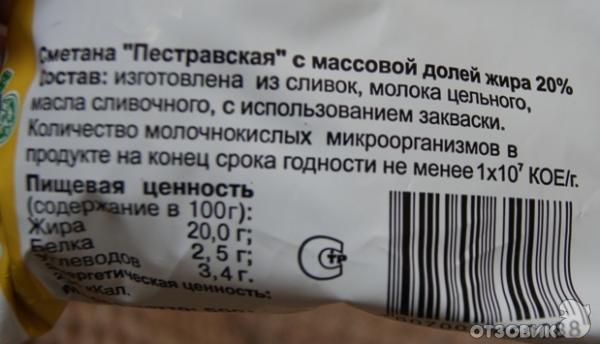 Сметана "Пестравская" с массовой долей жира 20%
Состав: изготовлена из сливок, молока цельного,
масла сливочного, с использованием закваски.
Количество молочнокислых микроорганизмов в
продукте на конец срока годности не менее 1х10⁷ КОЕ/г.
Пищевая ценность
(содержание в 100г):
Жира 20,0 г;
Белка 2,5 г;
Углеводов 3,4 г.
Энергетическая ценность:
стр
отзовик